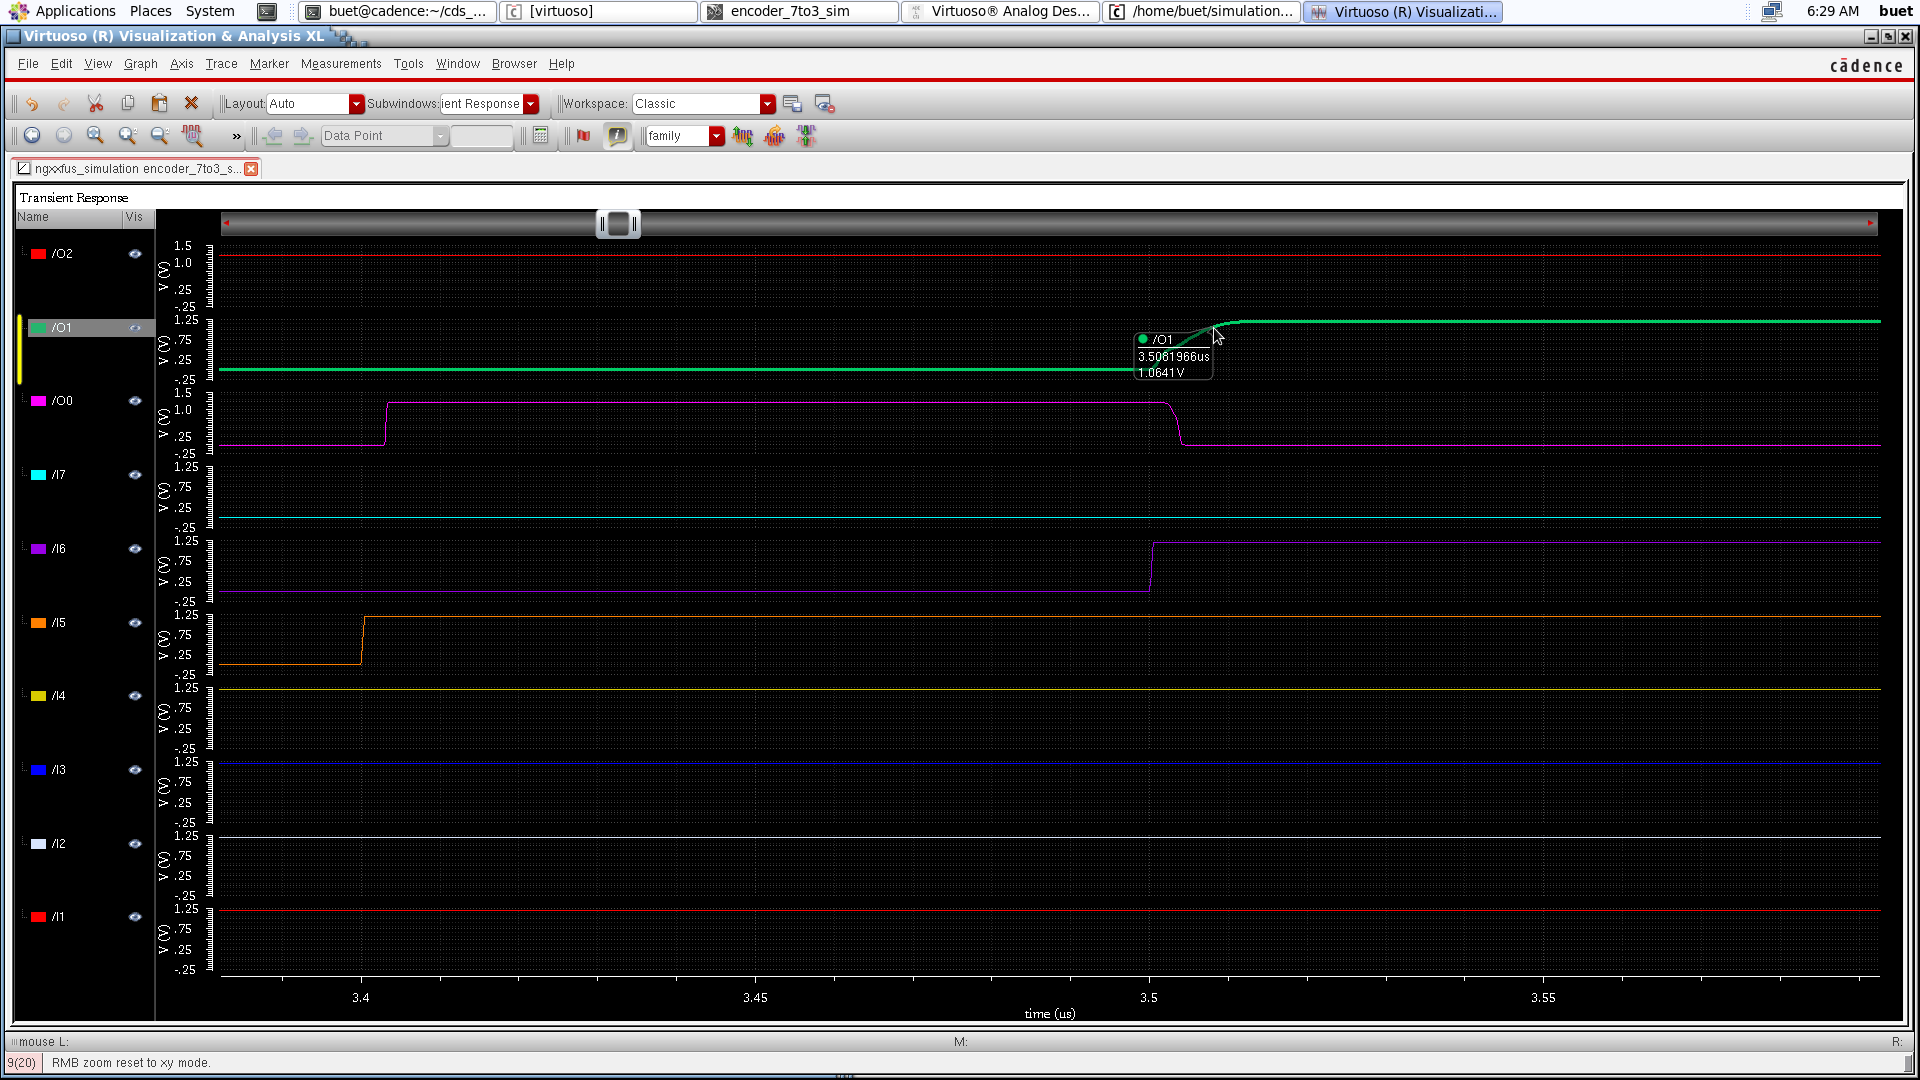 Applications Places System buet@cadence:~/cds_... [virtuoso] encoder_7to3_sim Virtuoso® Analog Des... /home/buet/simulation... Virtuoso (R) Visualizati... 6:29 AM buet
Virtuoso (R) Visualization & Analysis XL
File Edit View Graph Axis Trace Marker Measurements Tools Window Browser Help cādence
Layout: Auto Subwindows: ient Response Workspace: Classic
» Data Point family
ngxxfus_simulation encoder_7to3_s...
Transient Response
Name Vis
/O2 V (V) 1.5 1.0 .25 -.25
/O1 V (V) 1.25 .75 .25 -.25
/O1
3.5081966us
1.0641V
/O0 V (V) 1.5 1.0 .25 -.25
/I7 V (V) 1.25 .75 .25 -.25
/I6 V (V) 1.25 .75 .25 -.25
/I5 V (V) 1.25 .75 .25 -.25
/I4 V (V) 1.25 .75 .25 -.25
/I3 V (V) 1.25 .75 .25 -.25
/I2 V (V) 1.25 .75 .25 -.25
/I1 V (V) 1.25 .75 .25 -.25
3.4 3.45 3.5 3.55
time (us)
mouse L: M: R:
9(20) RMB zoom reset to xy mode.